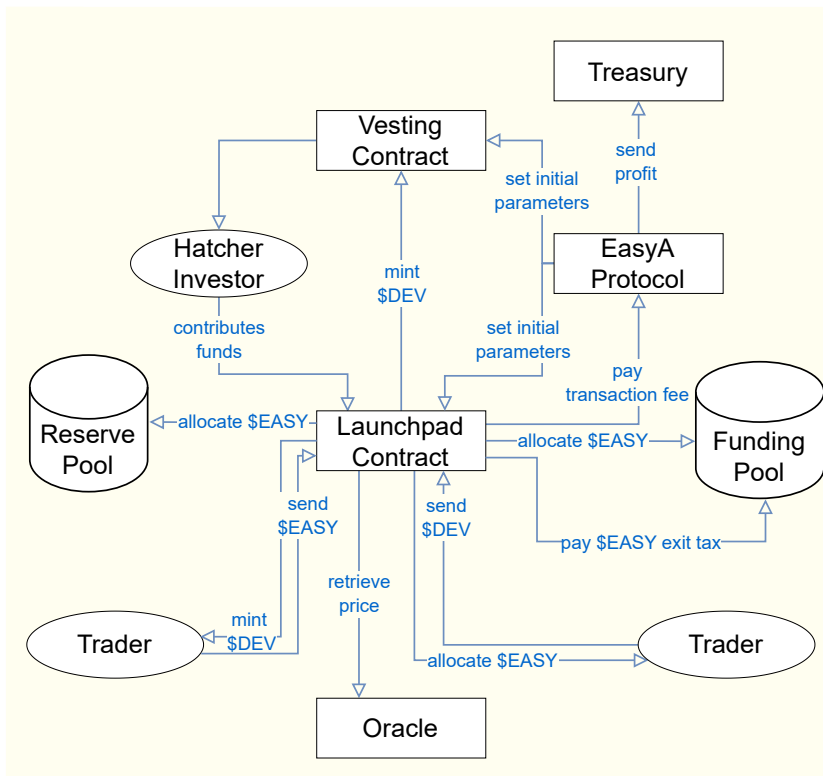 Treasury
Vesting
Contract
send
profit
set initial
parameters
Hatcher
Investor
EasyA
Protocol
mint
$DEV
contributes
funds
set initial
parameters
pay
transaction fee
Reserve
Pool
allocate $EASY
Launchpad
Contract
allocate $EASY
Funding
Pool
send
$EASY
send
$DEV
pay $EASY exit tax
retrieve
price
mint
$DEV
Trader
Trader
allocate $EASY
Oracle